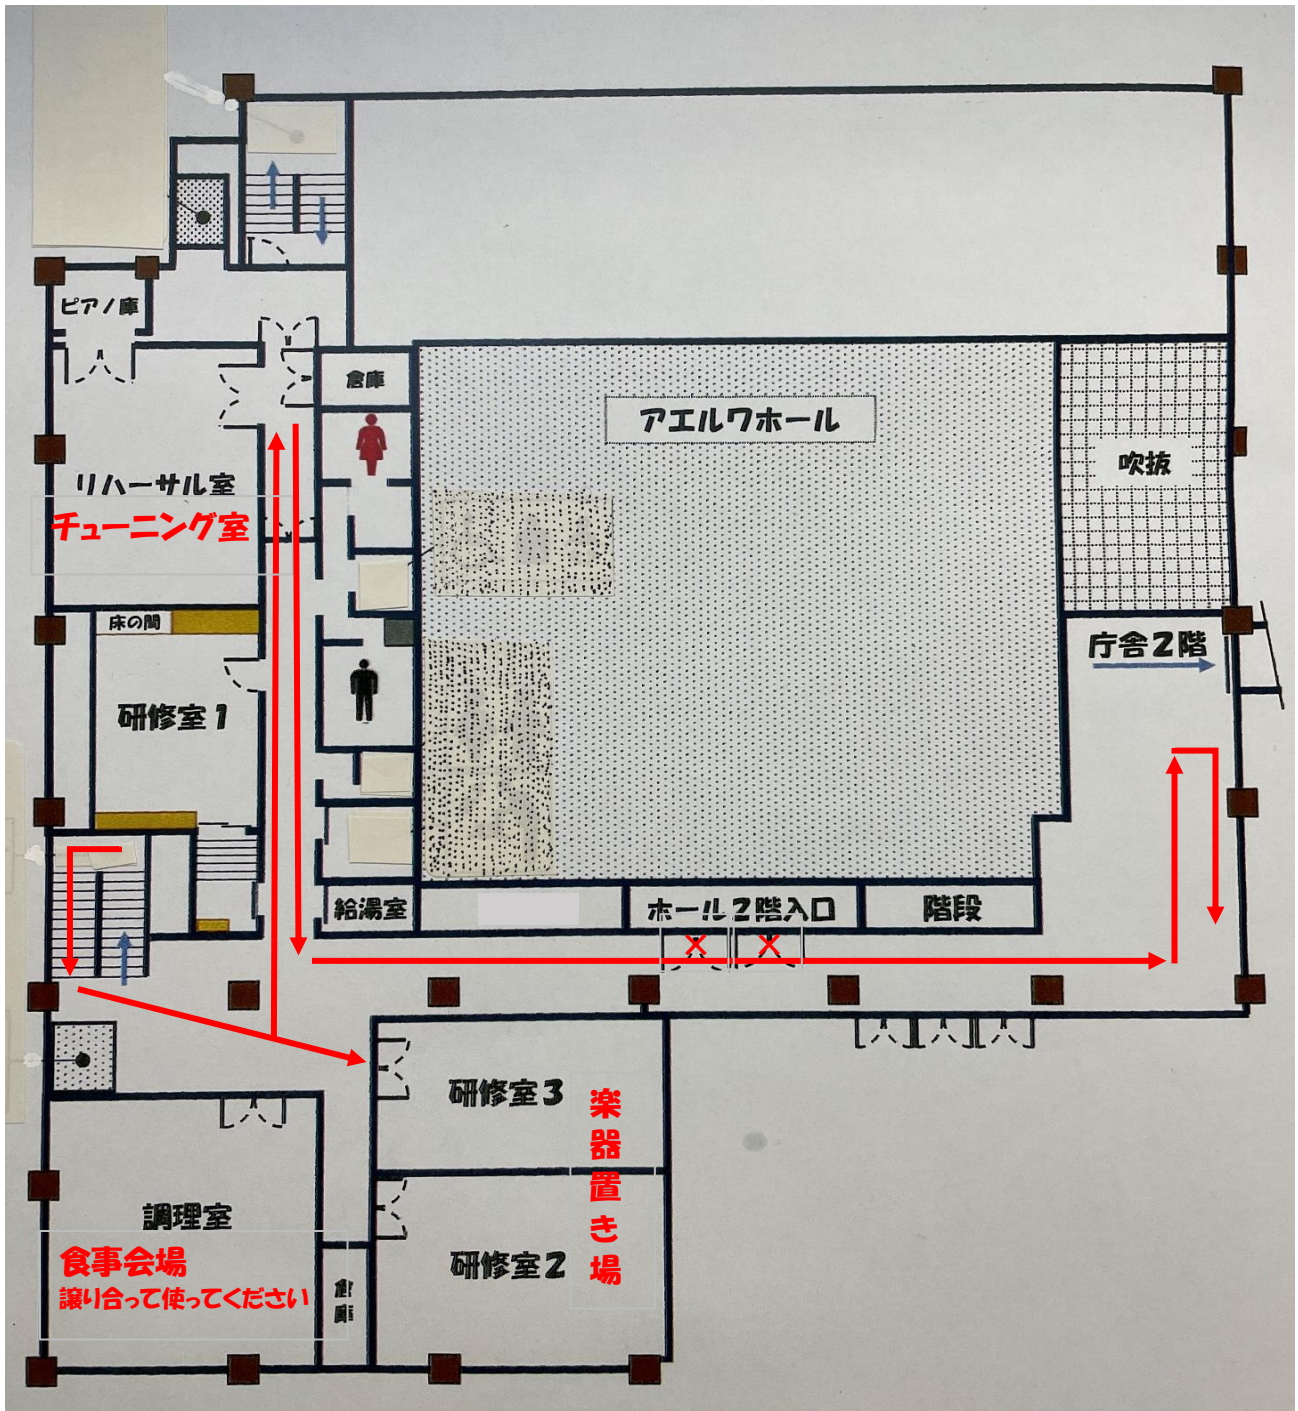 ピアノ庫
倉庫
アエルワホール
吹抜
リハーサル室
チューニング室
床の間
庁舎2階
研修室1
給湯室
ホール2階入口
階段
研修室3
楽器置き場
調理室
研修室2
食事会場
譲り合って使ってください
倉庫